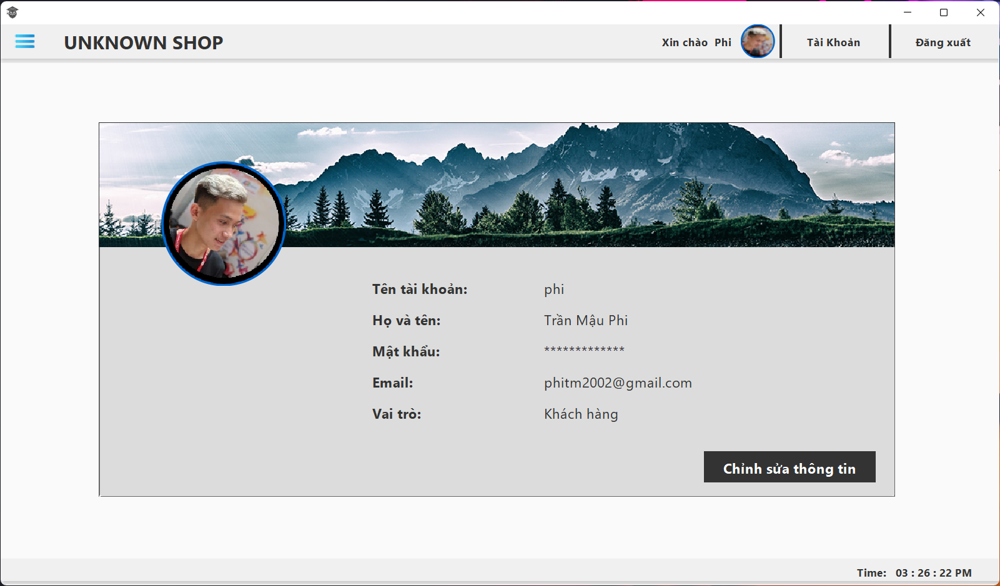 UNKNOWN SHOP
Xin chào Phi
Tài Khoản
Đăng xuất
Tên tài khoản: phi
Họ và tên: Trần Mậu Phi
Mật khẩu: *************
Email: phitm2002@gmail.com
Vai trò: Khách hàng
Chỉnh sửa thông tin
Time: 03 : 26 : 22 PM